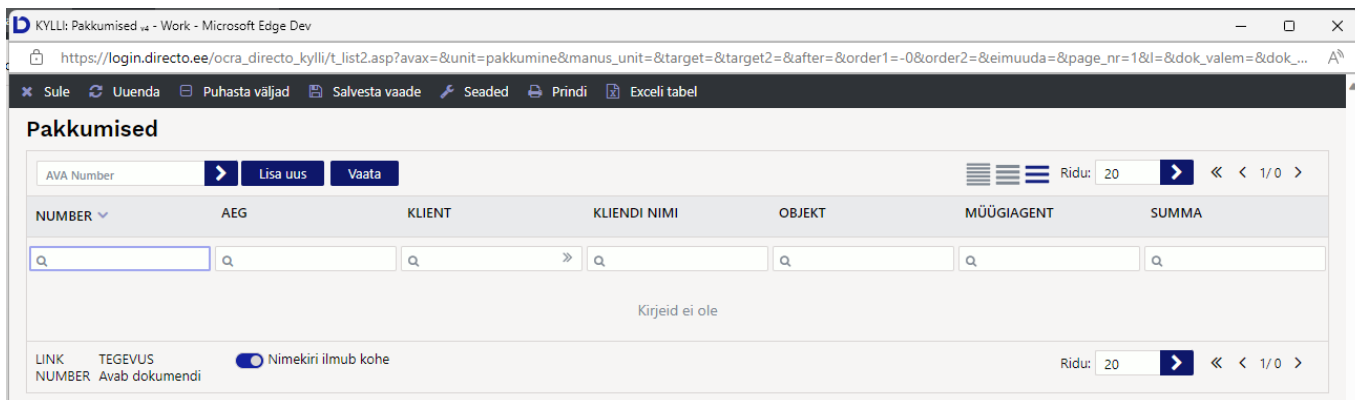 KYLLI: Pakkumised v4 - Work - Microsoft Edge Dev
https://login.directo.ee/ocra_directo_kylli/t_list2.asp?avax=&unit=pakkumine&manus_unit=&target=&target2=&after=&order1=-0&order2=&eimuuda=&page_nr=1&l=&dok_valem=&dok_...
Sule Uuenda Puhasta väljad Salvesta vaade Seaded Prindi Exceli tabel
Pakkumised
AVA Number Lisa uus Vaata Ridu: 20 1/ 0
NUMBER AEG KLIENT KLIENDI NIMI OBJEKT MÜÜGIAGENT SUMMA
Kirjeid ei ole
LINK TEGEVUS Nimekiri ilmub kohe Ridu: 20 1/ 0
NUMBER Avab dokumendi